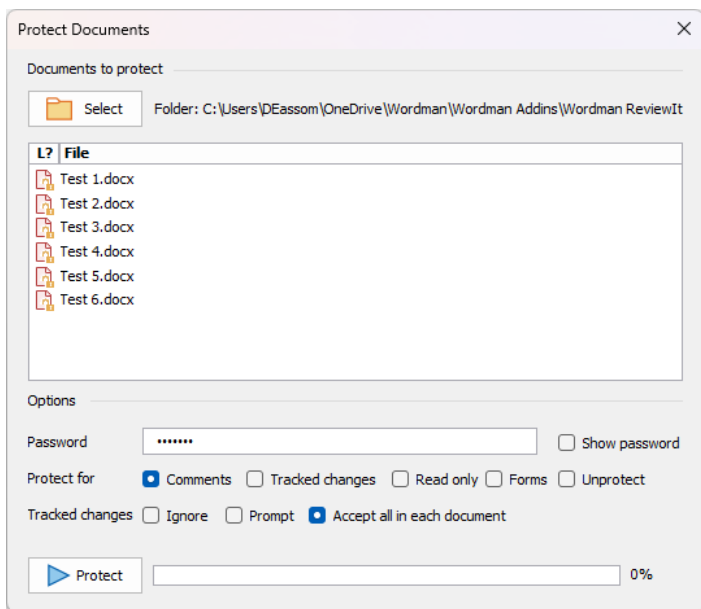 Protect Documents
Documents to protect
Select Folder: C:\Users\DEassom\OneDrive\Wordman\Wordman Addins\Wordman ReviewIt
L? File
Test 1.docx
Test 2.docx
Test 3.docx
Test 4.docx
Test 5.docx
Test 6.docx
Options
Password ••••••• Show password
Protect for Comments Tracked changes Read only Forms Unprotect
Tracked changes Ignore Prompt Accept all in each document
Protect 0%